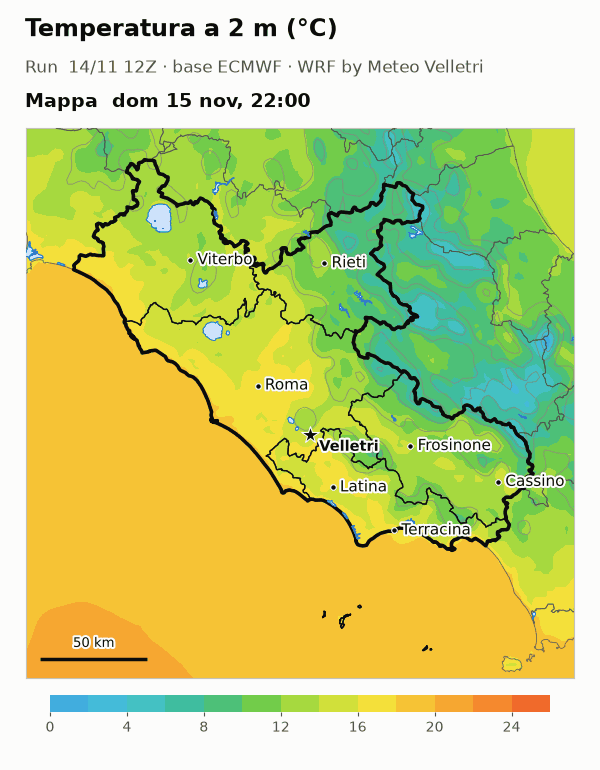 Temperatura a 2 m (°C)
Run 14/11 12Z · base ECMWF · WRF by Meteo Velletri
Mappa dom 15 nov, 22:00
Viterbo
Rieti
Roma
Velletri
Frosinone
Cassino
Latina
Terracina
50 km
0 4 8 12 16 20 24